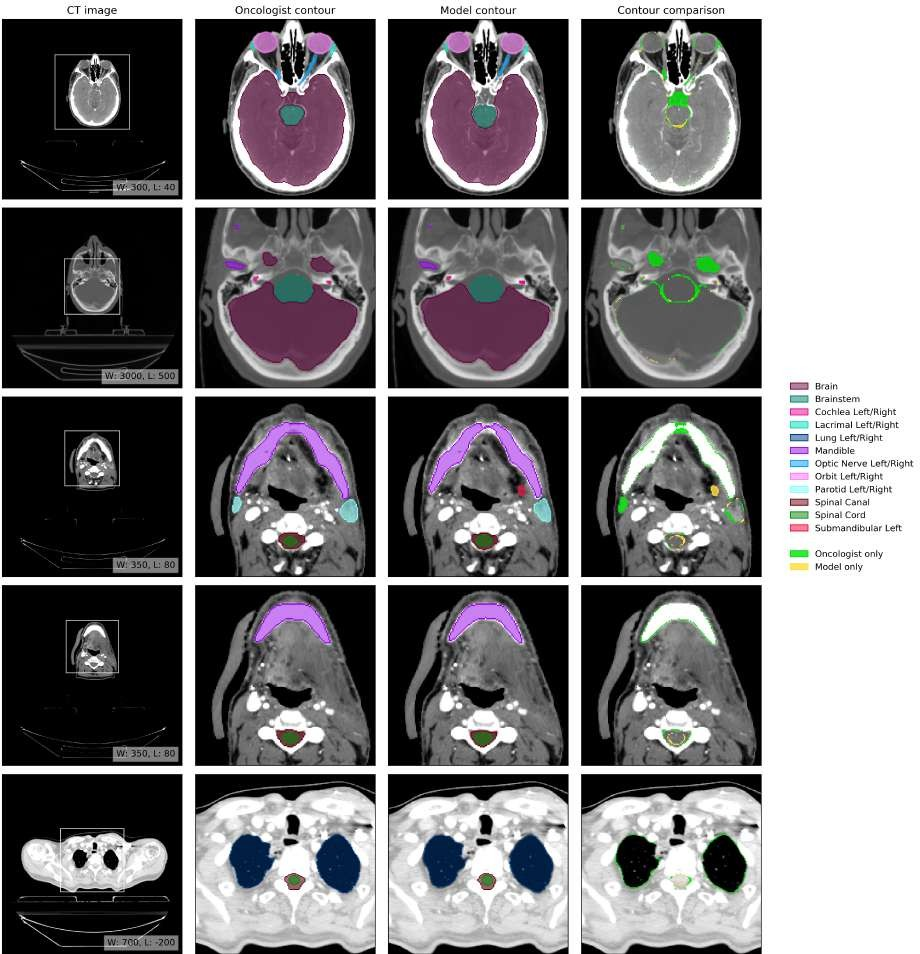 CT image
Oncologist contour
Model contour
Contour comparison
W: 300, L: 40
W: 3000, L: 500
W: 350, L: 80
W: 350, L: 80
W: 700, L: -200
Brain
Brainstem
Cochlea Left/Right
Lacrimal Left/Right
Lung Left/Right
Mandible
Optic Nerve Left/Right
Orbit Left/Right
Parotid Left/Right
Spinal Canal
Spinal Cord
Submandibular Left
Oncologist only
Model only